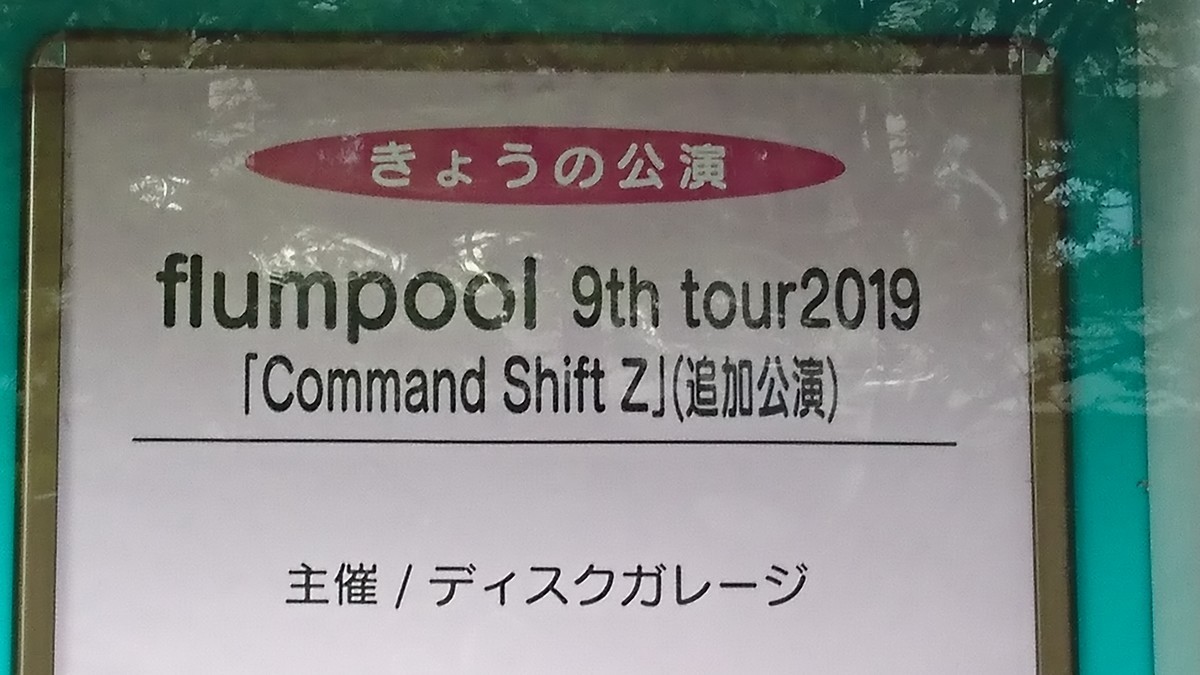 きょうの公演
flumpool 9th tour2019
「Command Shift Z」(追加公演)
主催 / ディスクガレージ